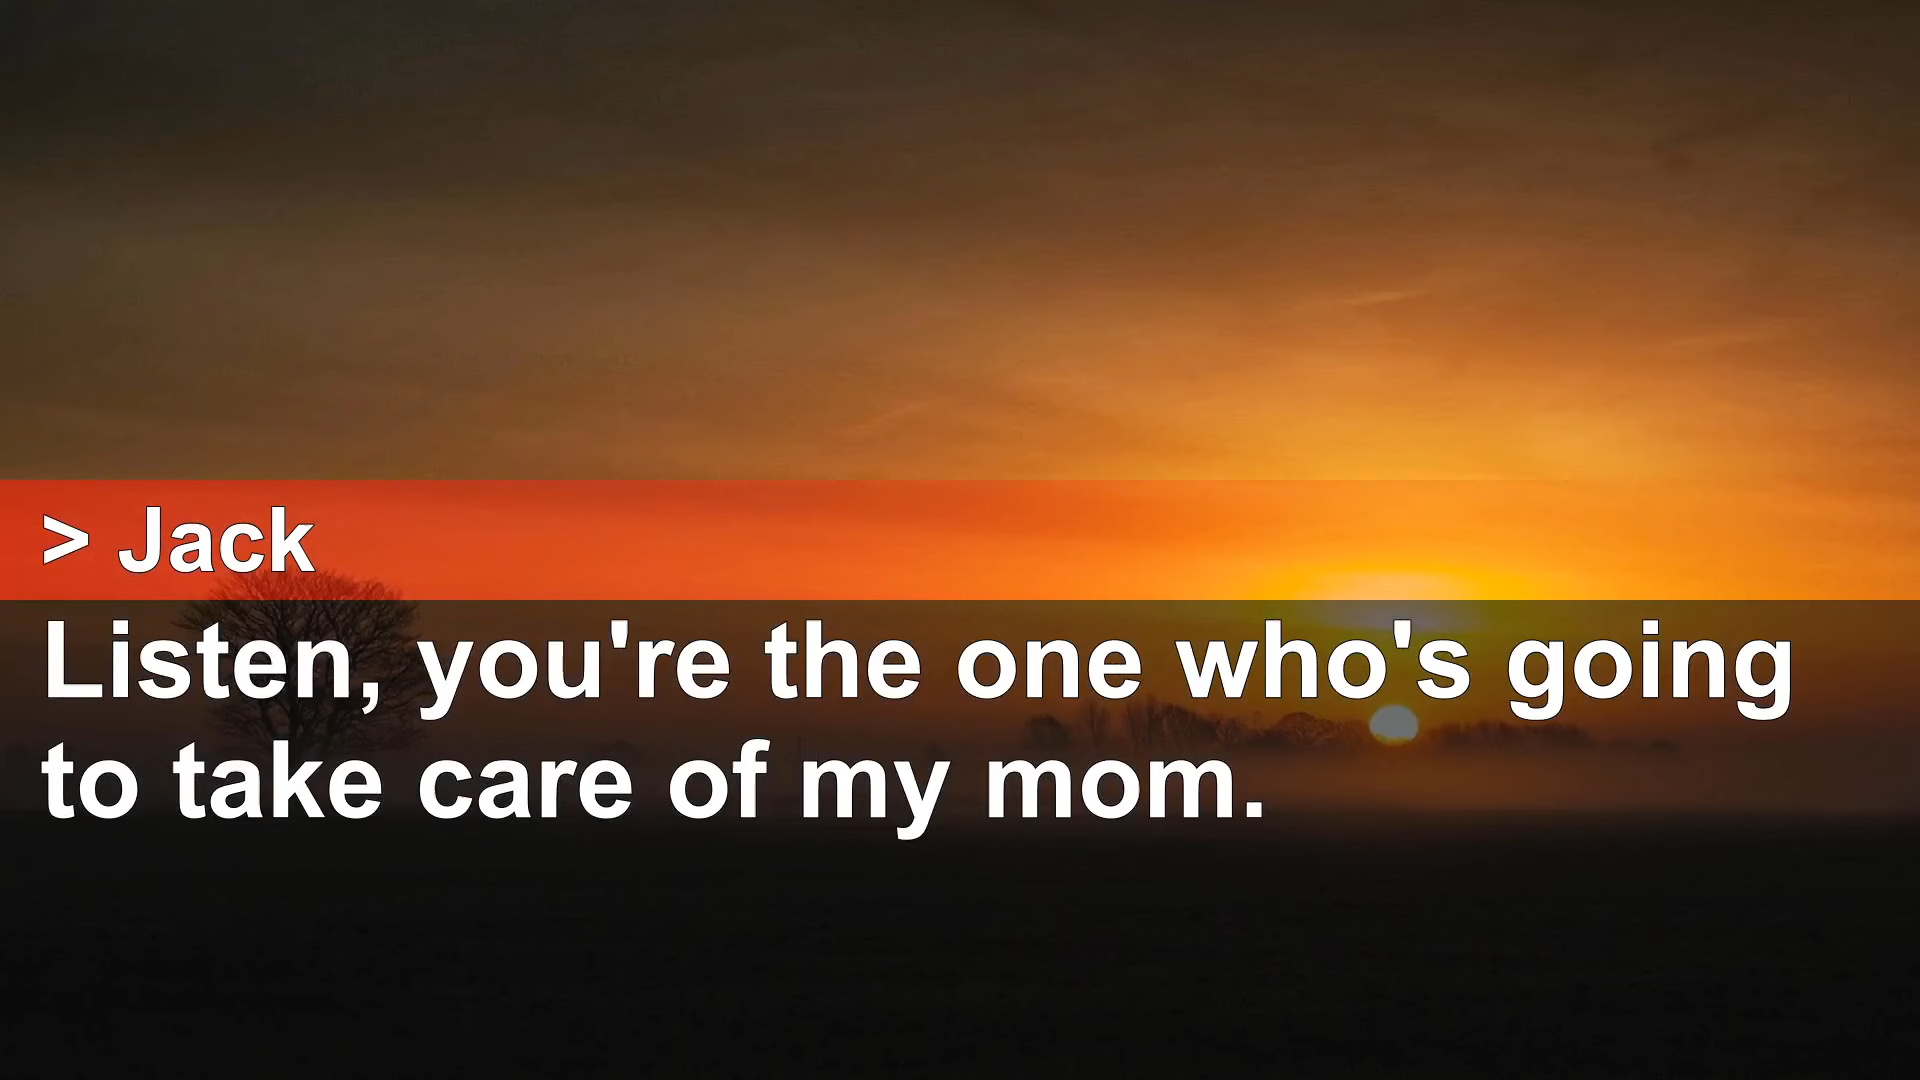 > Jack
Listen, you're the one who's going
to take care of my mom.